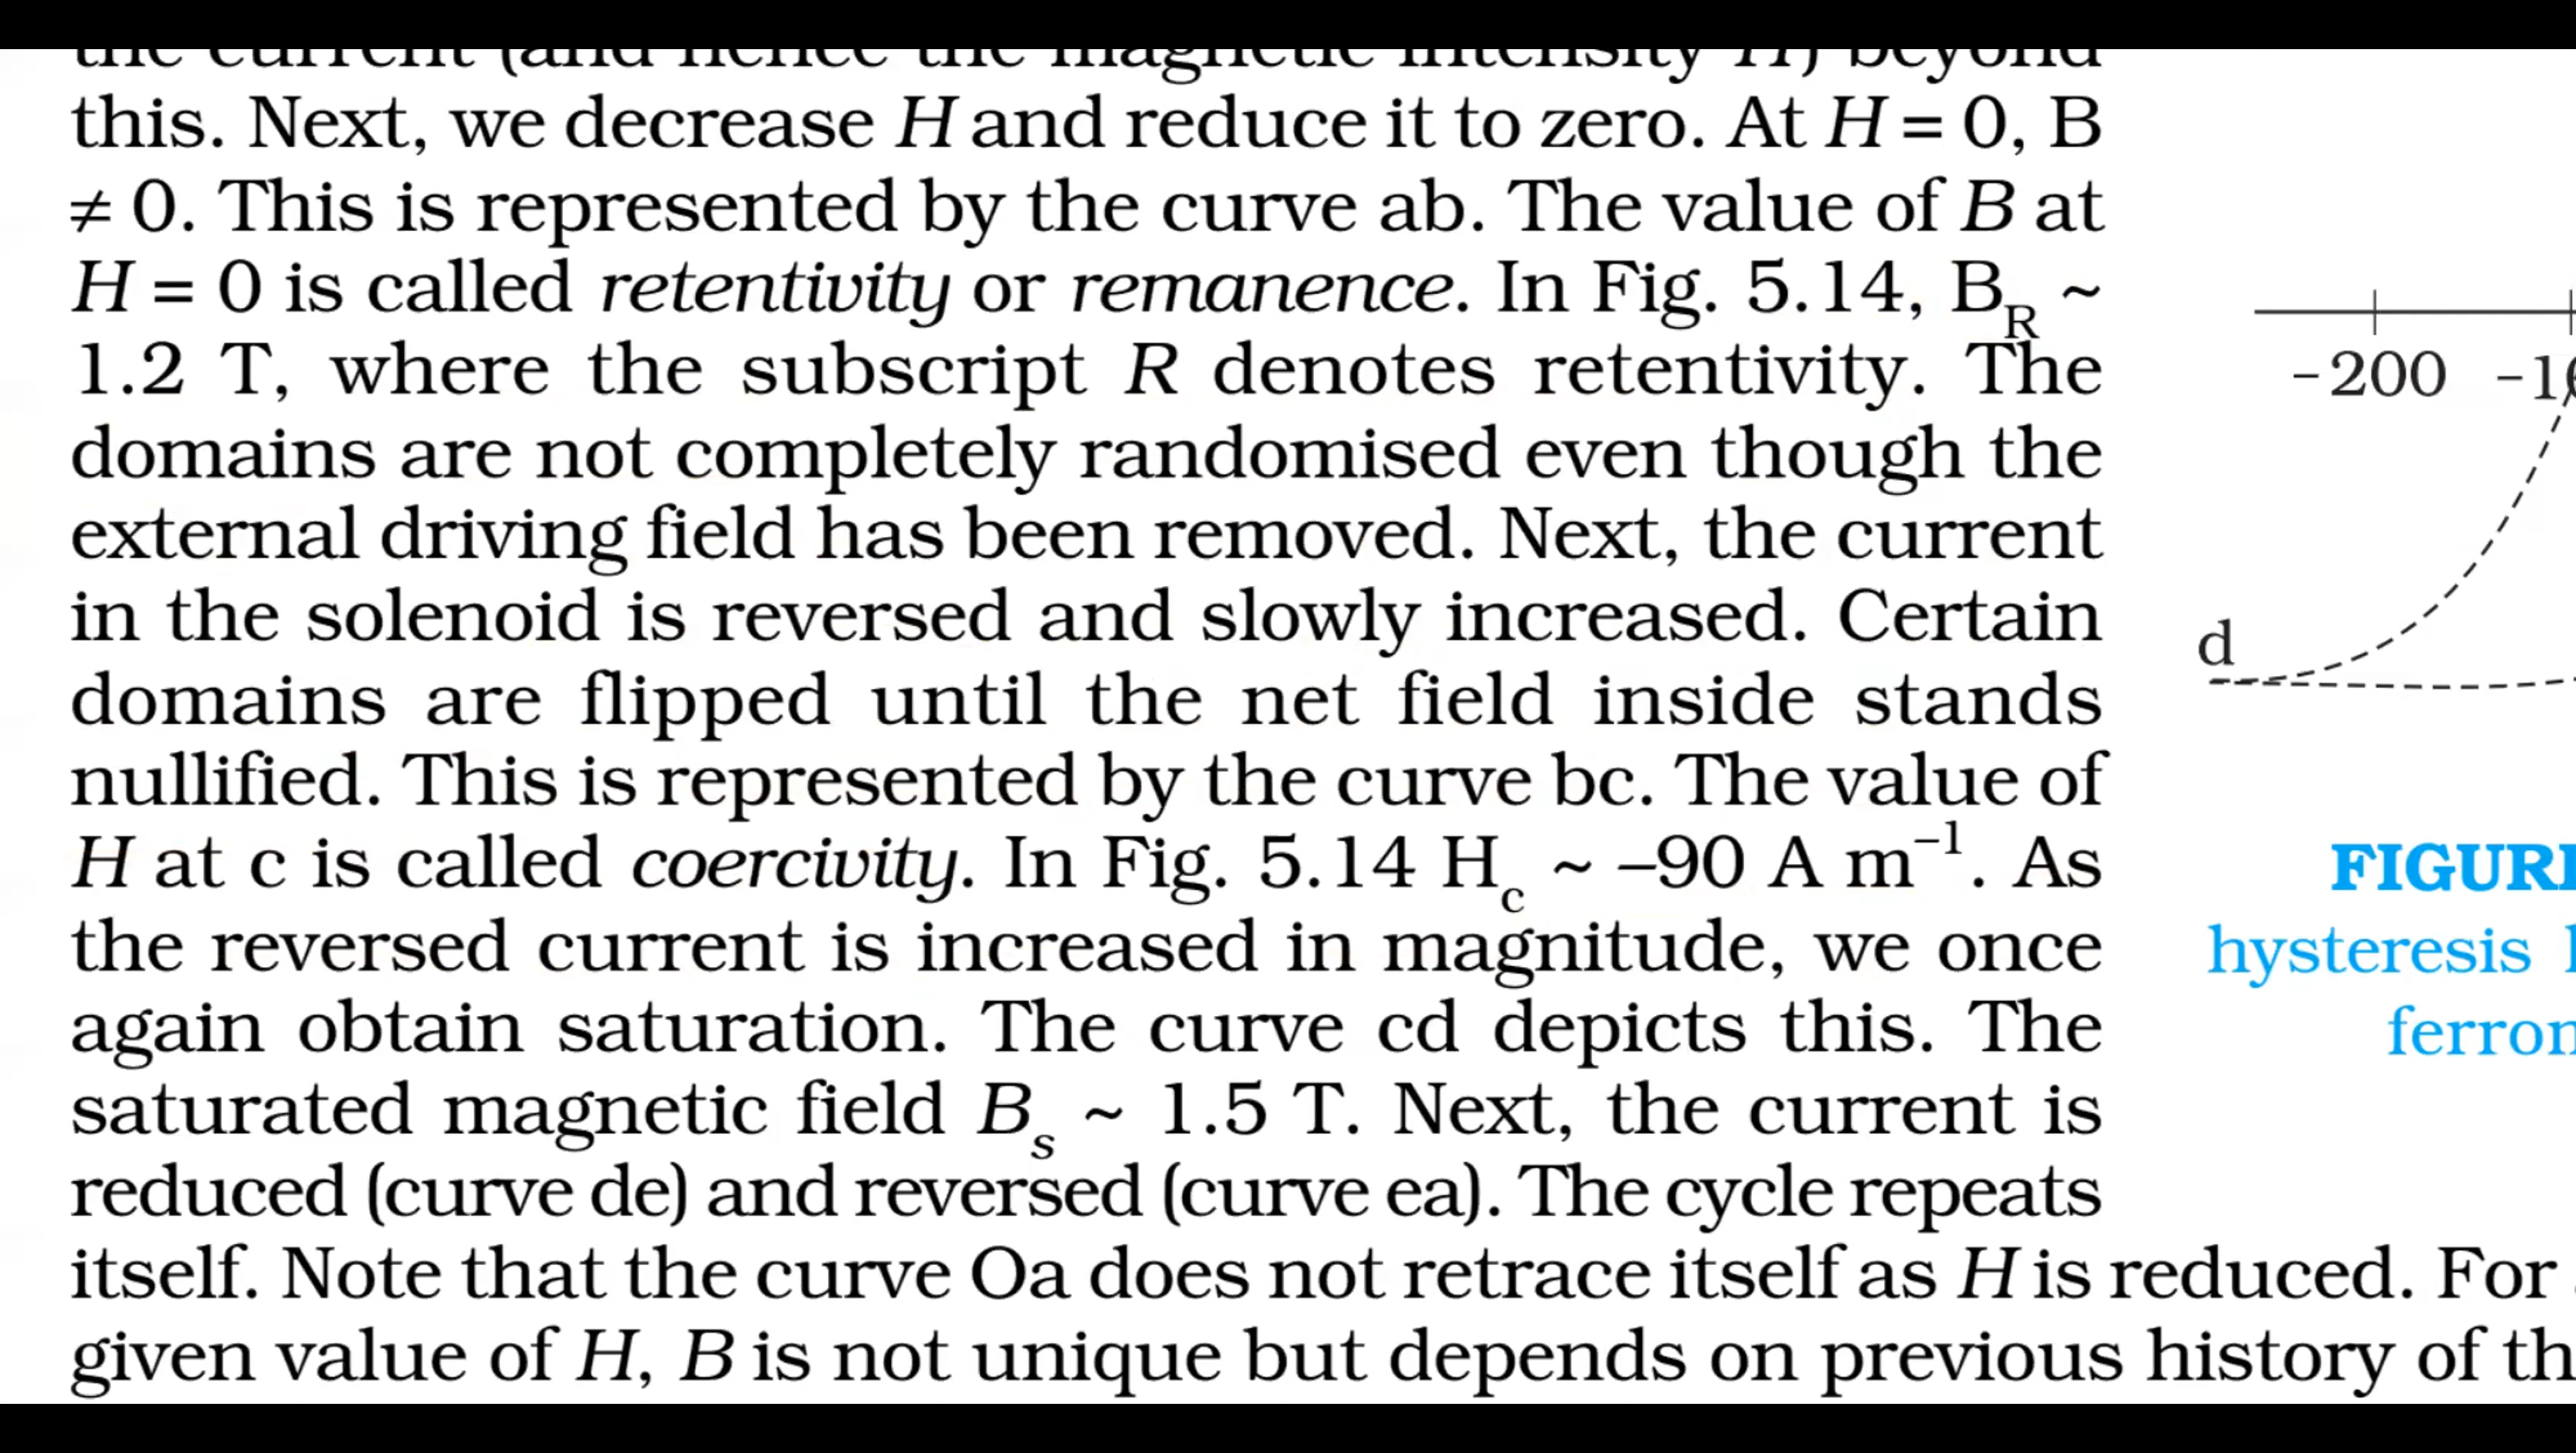 the current (and hence the magnetic intensity H) beyond
this. Next, we decrease H and reduce it to zero. At H = 0, B
≠ 0. This is represented by the curve ab. The value of B at
H = 0 is called retentivity or remanence. In Fig. 5.14, B_R ~
1.2 T, where the subscript R denotes retentivity. The
domains are not completely randomised even though the
external driving field has been removed. Next, the current
in the solenoid is reversed and slowly increased. Certain
domains are flipped until the net field inside stands
nullified. This is represented by the curve bc. The value of
H at c is called coercivity. In Fig. 5.14 H_c ~ –90 A m⁻¹. As
the reversed current is increased in magnitude, we once
again obtain saturation. The curve cd depicts this. The
saturated magnetic field B_s ~ 1.5 T. Next, the current is
reduced (curve de) and reversed (curve ea). The cycle repeats
itself. Note that the curve Oa does not retrace itself as H is reduced. For
given value of H, B is not unique but depends on previous history of
-200
d
hysteresis